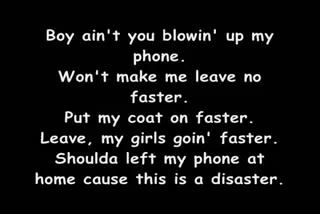 Boy ain't you blowin' up my
phone.
Won't make me leave no
faster.
Put my coat on faster.
Leave, my girls goin' faster.
Shoulda left my phone at
home cause this is a disaster.